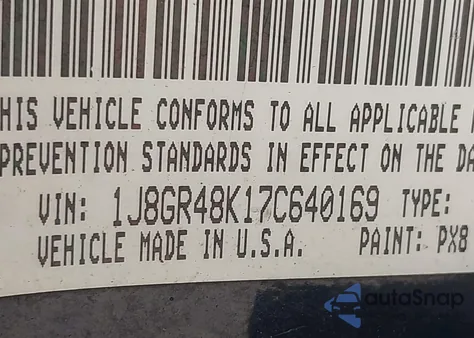 HIS VEHICLE CONFORMS TO ALL APPLICABLE
PREVENTION STANDARDS IN EFFECT ON THE DA
VIN: 1J8GR48K17C640169 TYPE:
VEHICLE MADE IN U.S.A. PAINT: PX8
autoSnap